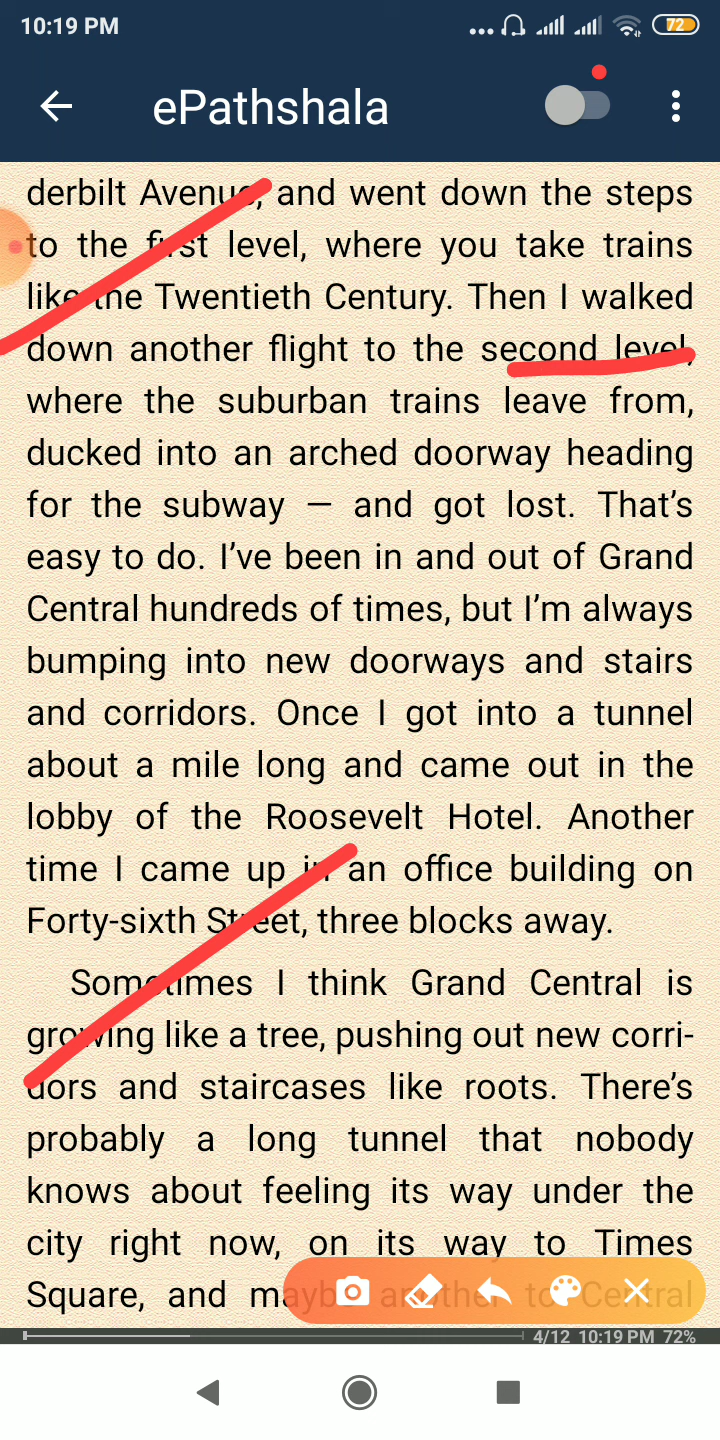 10:19 PM
72
ePathshala
derbilt Avenue, and went down the steps
to the first level, where you take trains
like the Twentieth Century. Then I walked
down another flight to the second level,
where the suburban trains leave from,
ducked into an arched doorway heading
for the subway — and got lost. That’s
easy to do. I’ve been in and out of Grand
Central hundreds of times, but I’m always
bumping into new doorways and stairs
and corridors. Once I got into a tunnel
about a mile long and came out in the
lobby of the Roosevelt Hotel. Another
time I came up in an office building on
Forty-sixth Street, three blocks away.
Sometimes I think Grand Central is
growing like a tree, pushing out new corri-
dors and staircases like roots. There’s
probably a long tunnel that nobody
knows about feeling its way under the
city right now, on its way to Times
Square, and maybe another to Central
4/12 10:19 PM 72%